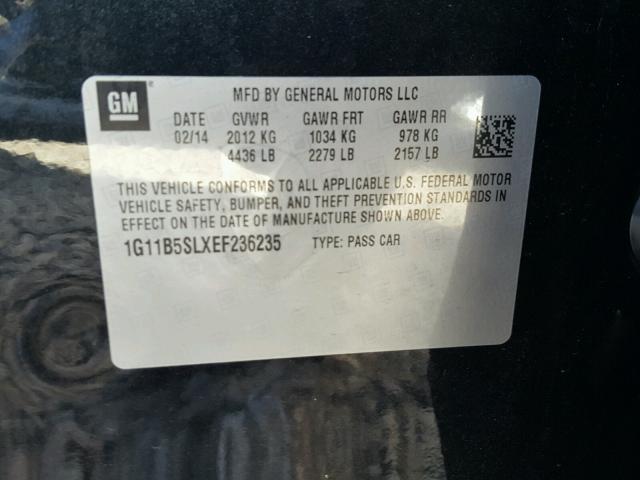 GM ® MFD BY GENERAL MOTORS LLC
DATE GVWR GAWR FRT GAWR RR
02/14 2012 KG 1034 KG 978 KG
4436 LB 2279 LB 2157 LB
THIS VEHICLE CONFORMS TO ALL APPLICABLE U.S. FEDERAL MOTOR
VEHICLE SAFETY, BUMPER, AND THEFT PREVENTION STANDARDS IN
EFFECT ON THE DATE OF MANUFACTURE SHOWN ABOVE.
1G11B5SLXEF236235 TYPE: PASS CAR